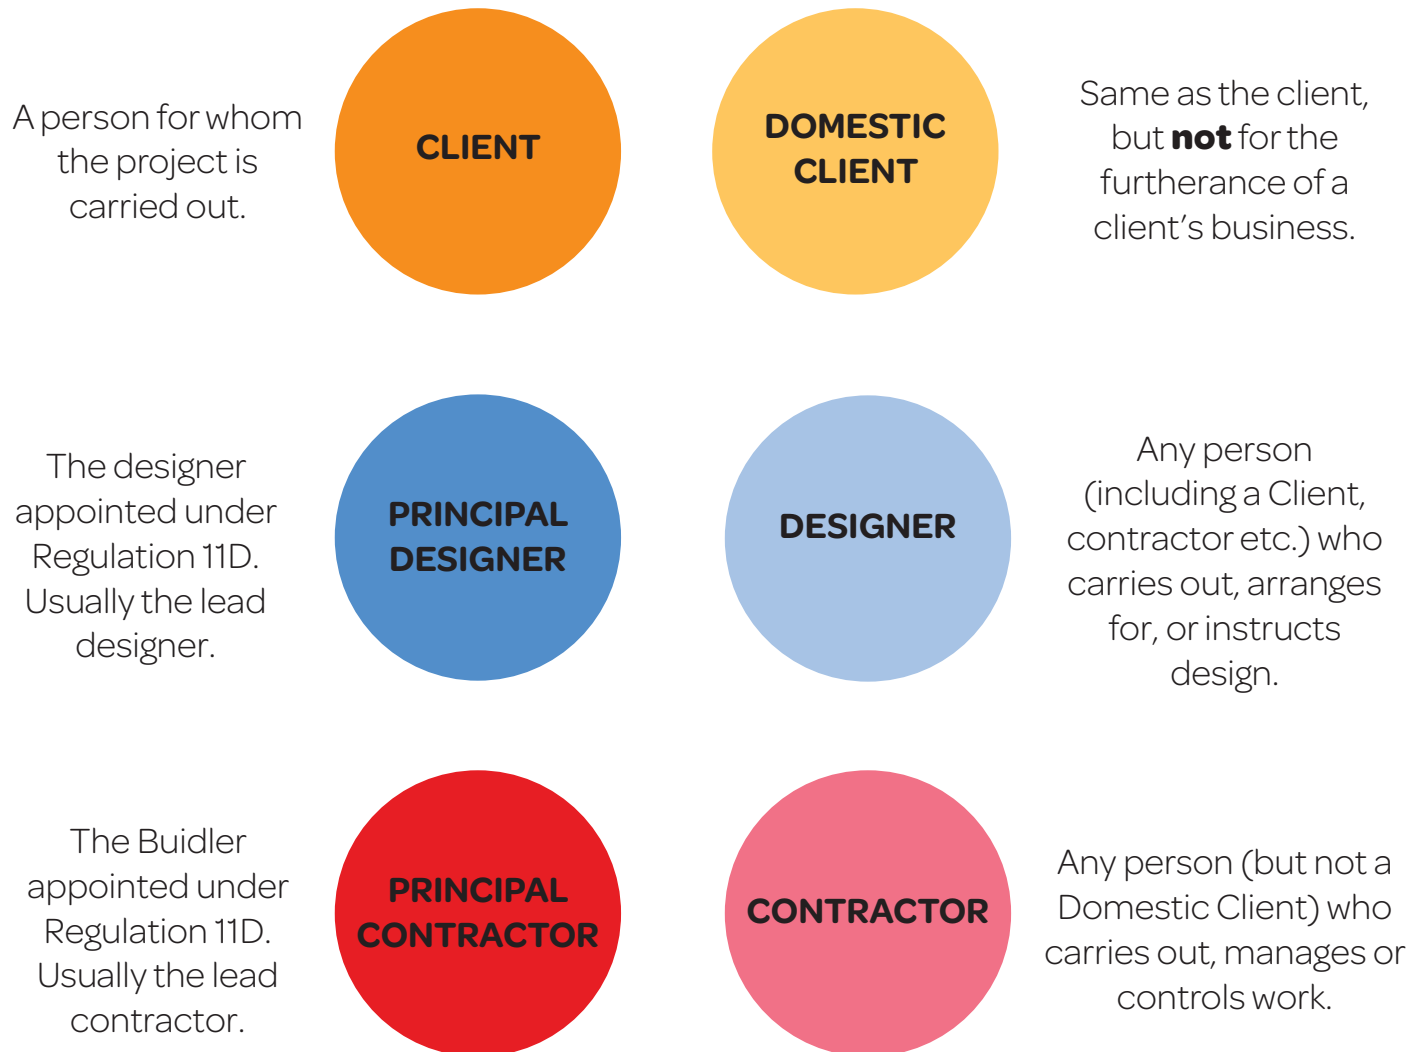 A person for whom
the project is
carried out.
CLIENT
DOMESTIC
CLIENT
Same as the client,
but not for the
furtherance of a
client’s business.
The designer
appointed under
Regulation 11D.
Usually the lead
designer.
PRINCIPAL
DESIGNER
DESIGNER
Any person
(including a Client,
contractor etc.) who
carries out, arranges
for, or instructs
design.
The Buidler
appointed under
Regulation 11D.
Usually the lead
contractor.
PRINCIPAL
CONTRACTOR
CONTRACTOR
Any person (but not a
Domestic Client) who
carries out, manages or
controls work.